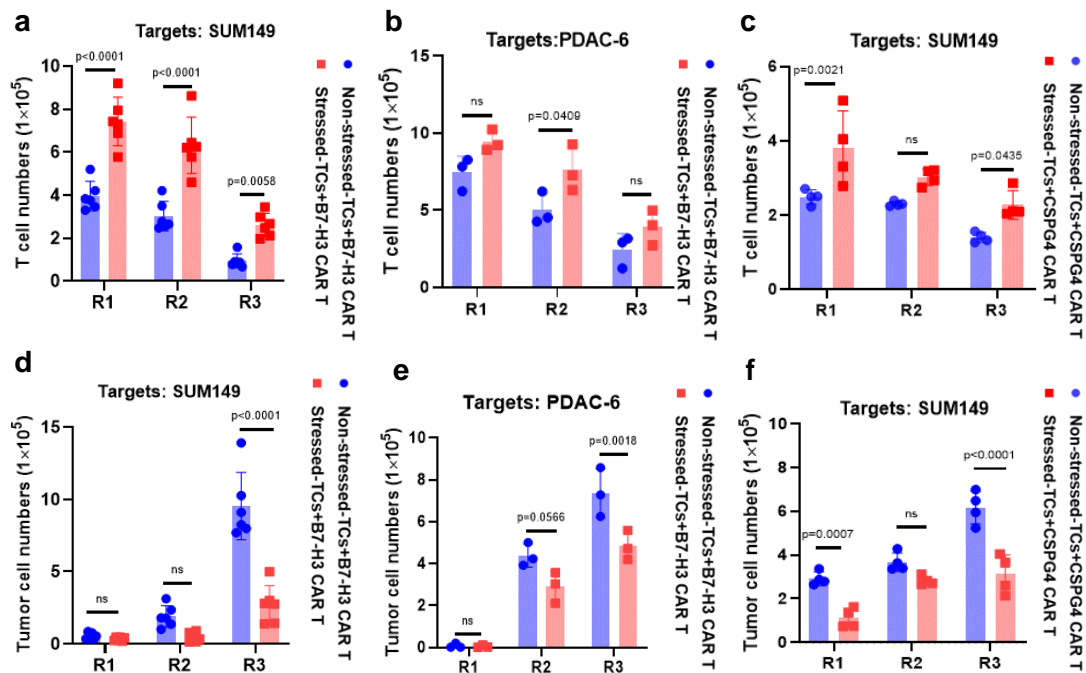 a
Targets: SUM149
T cell numbers (1×10⁵)
10
8
6
4
2
0
p<0.0001
p<0.0001
p=0.0058
R1
R2
R3
Non-stressed-TCs+B7-H3 CAR T
Stressed-TCs+B7-H3 CAR T
b
Targets:PDAC-6
T cell numbers (1×10⁵)
15
10
5
0
ns
p=0.0409
ns
R1
R2
R3
Non-stressed-TCs+B7-H3 CAR T
Stressed-TCs+B7-H3 CAR T
c
Targets: SUM149
T cell numbers (1×10⁵)
6
4
2
0
p=0.0021
ns
p=0.0435
R1
R2
R3
Non-stressed-TCs+CSPG4 CAR T
Stressed-TCs+CSPG4 CAR T
d
Targets: SUM149
Tumor cell numbers (1×10⁵)
15
10
5
0
ns
ns
p<0.0001
R1
R2
R3
Non-stressed-TCs+B7-H3 CAR T
Stressed-TCs+B7-H3 CAR T
e
Targets: PDAC-6
Tumor cell numbers (1×10⁵)
10
8
6
4
2
0
ns
p=0.0566
p=0.0018
R1
R2
R3
Non-stressed-TCs+B7-H3 CAR T
Stressed-TCs+B7-H3 CAR T
f
Targets: SUM149
Tumor cell numbers (1×10⁵)
10
8
6
4
2
0
p=0.0007
ns
p<0.0001
R1
R2
R3
Non-stressed-TCs+CSPG4 CAR T
Stressed-TCs+CSPG4 CAR T